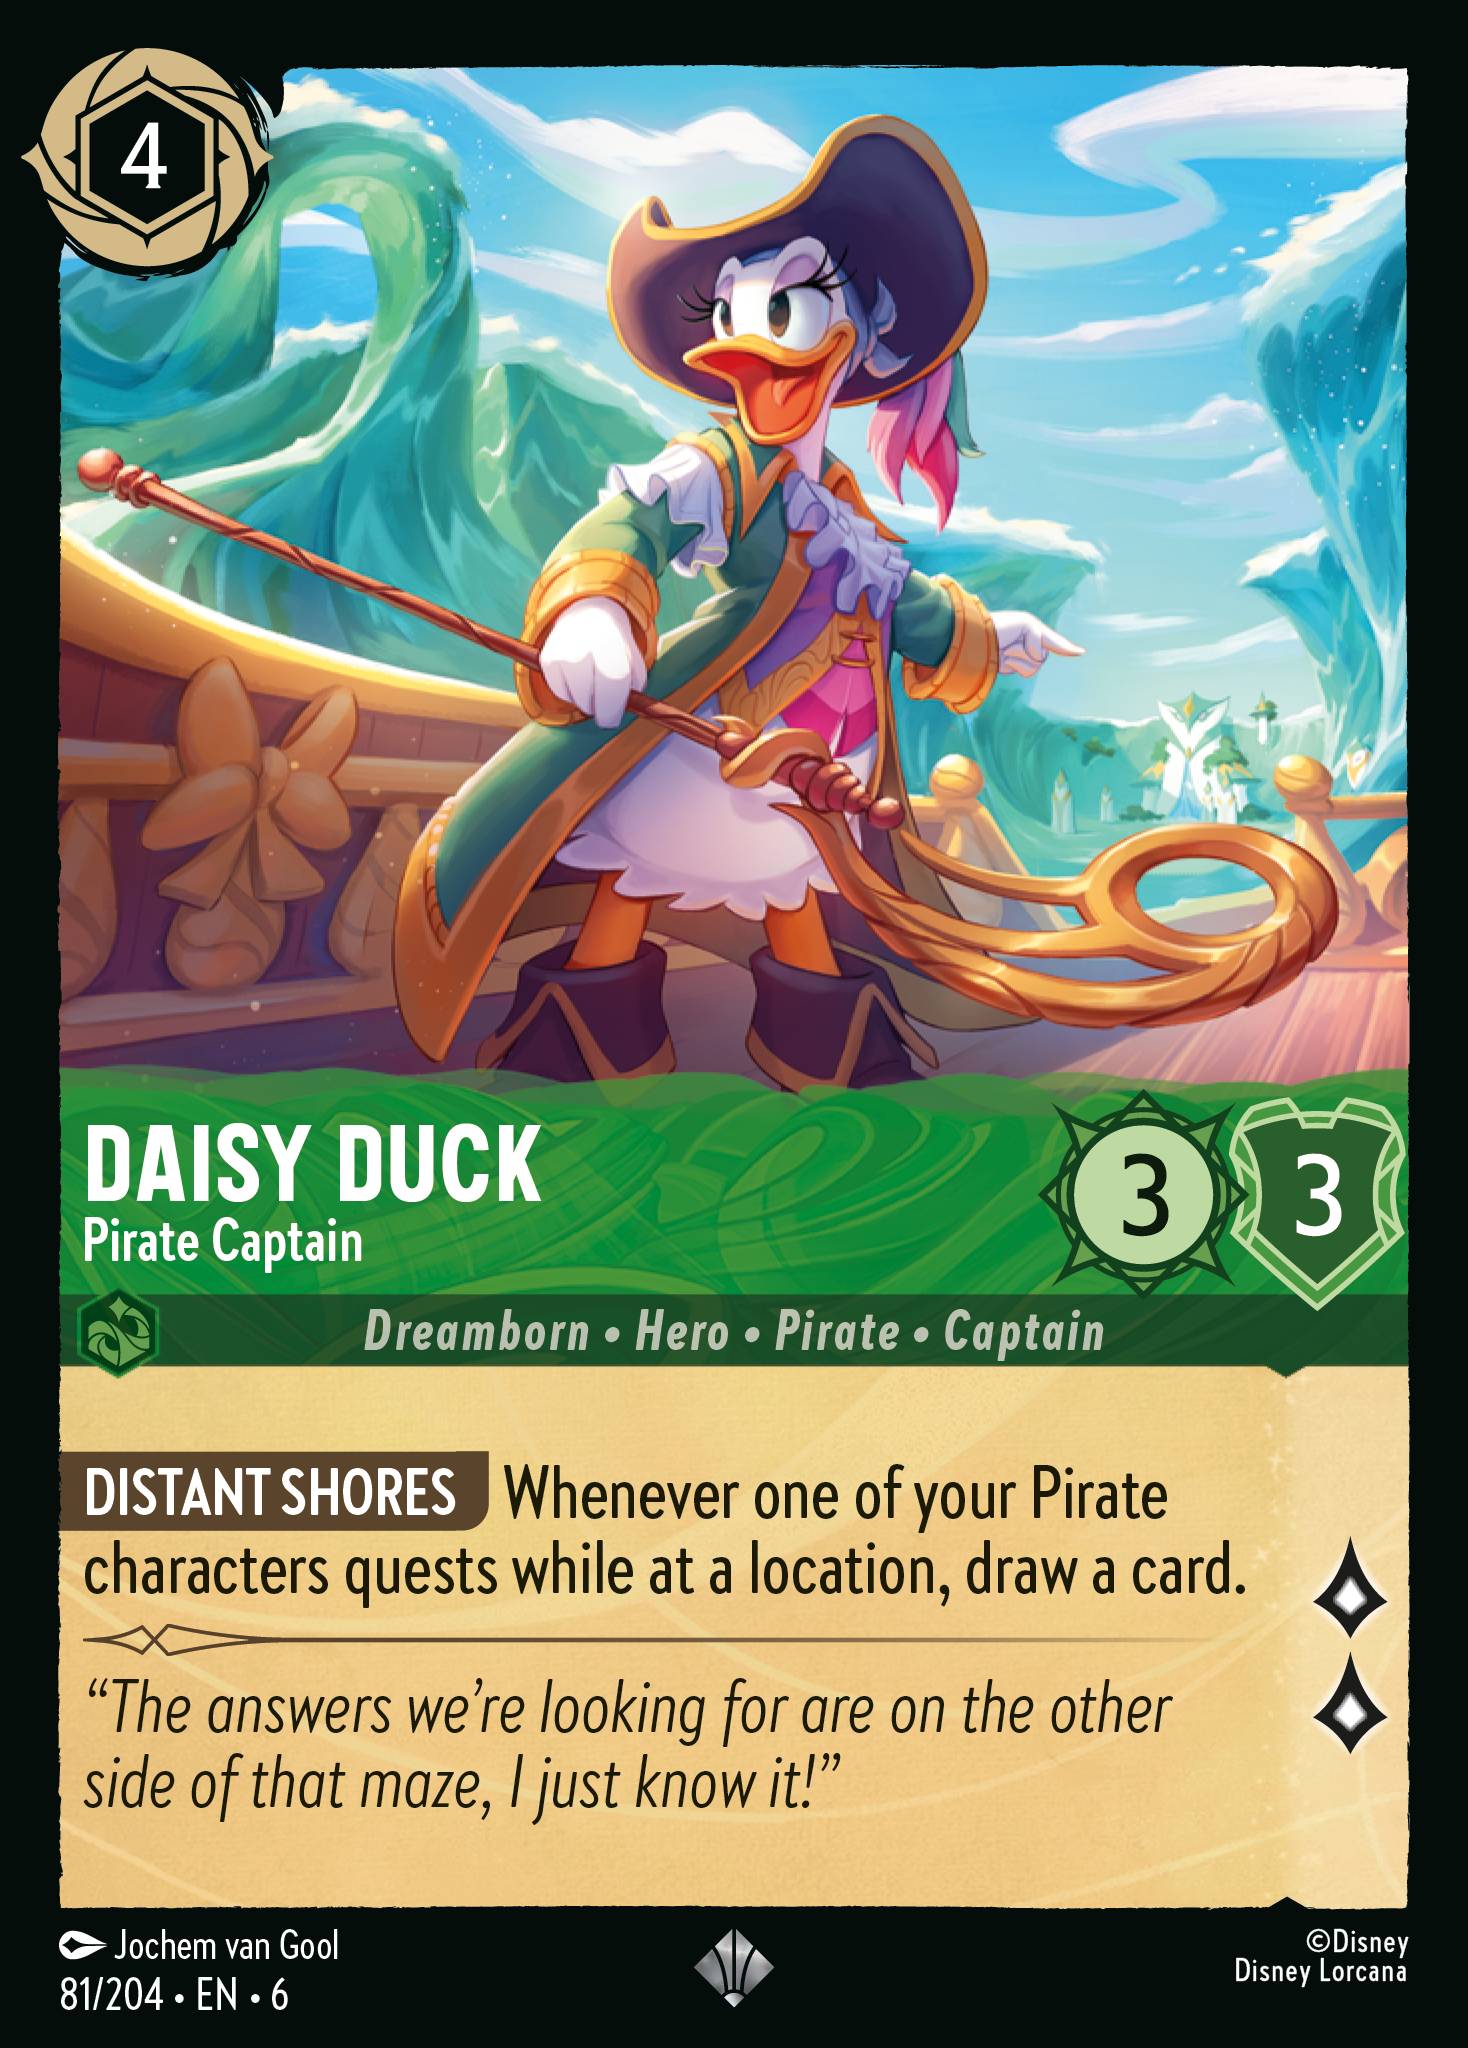 4
DAISY DUCK
Pirate Captain
3
3
Dreamborn • Hero • Pirate • Captain
DISTANT SHORES Whenever one of your Pirate
characters quests while at a location, draw a card.
“The answers we’re looking for are on the other
side of that maze, I just know it!”
Jochem van Gool
81/204 • EN • 6
©Disney
Disney Lorcana